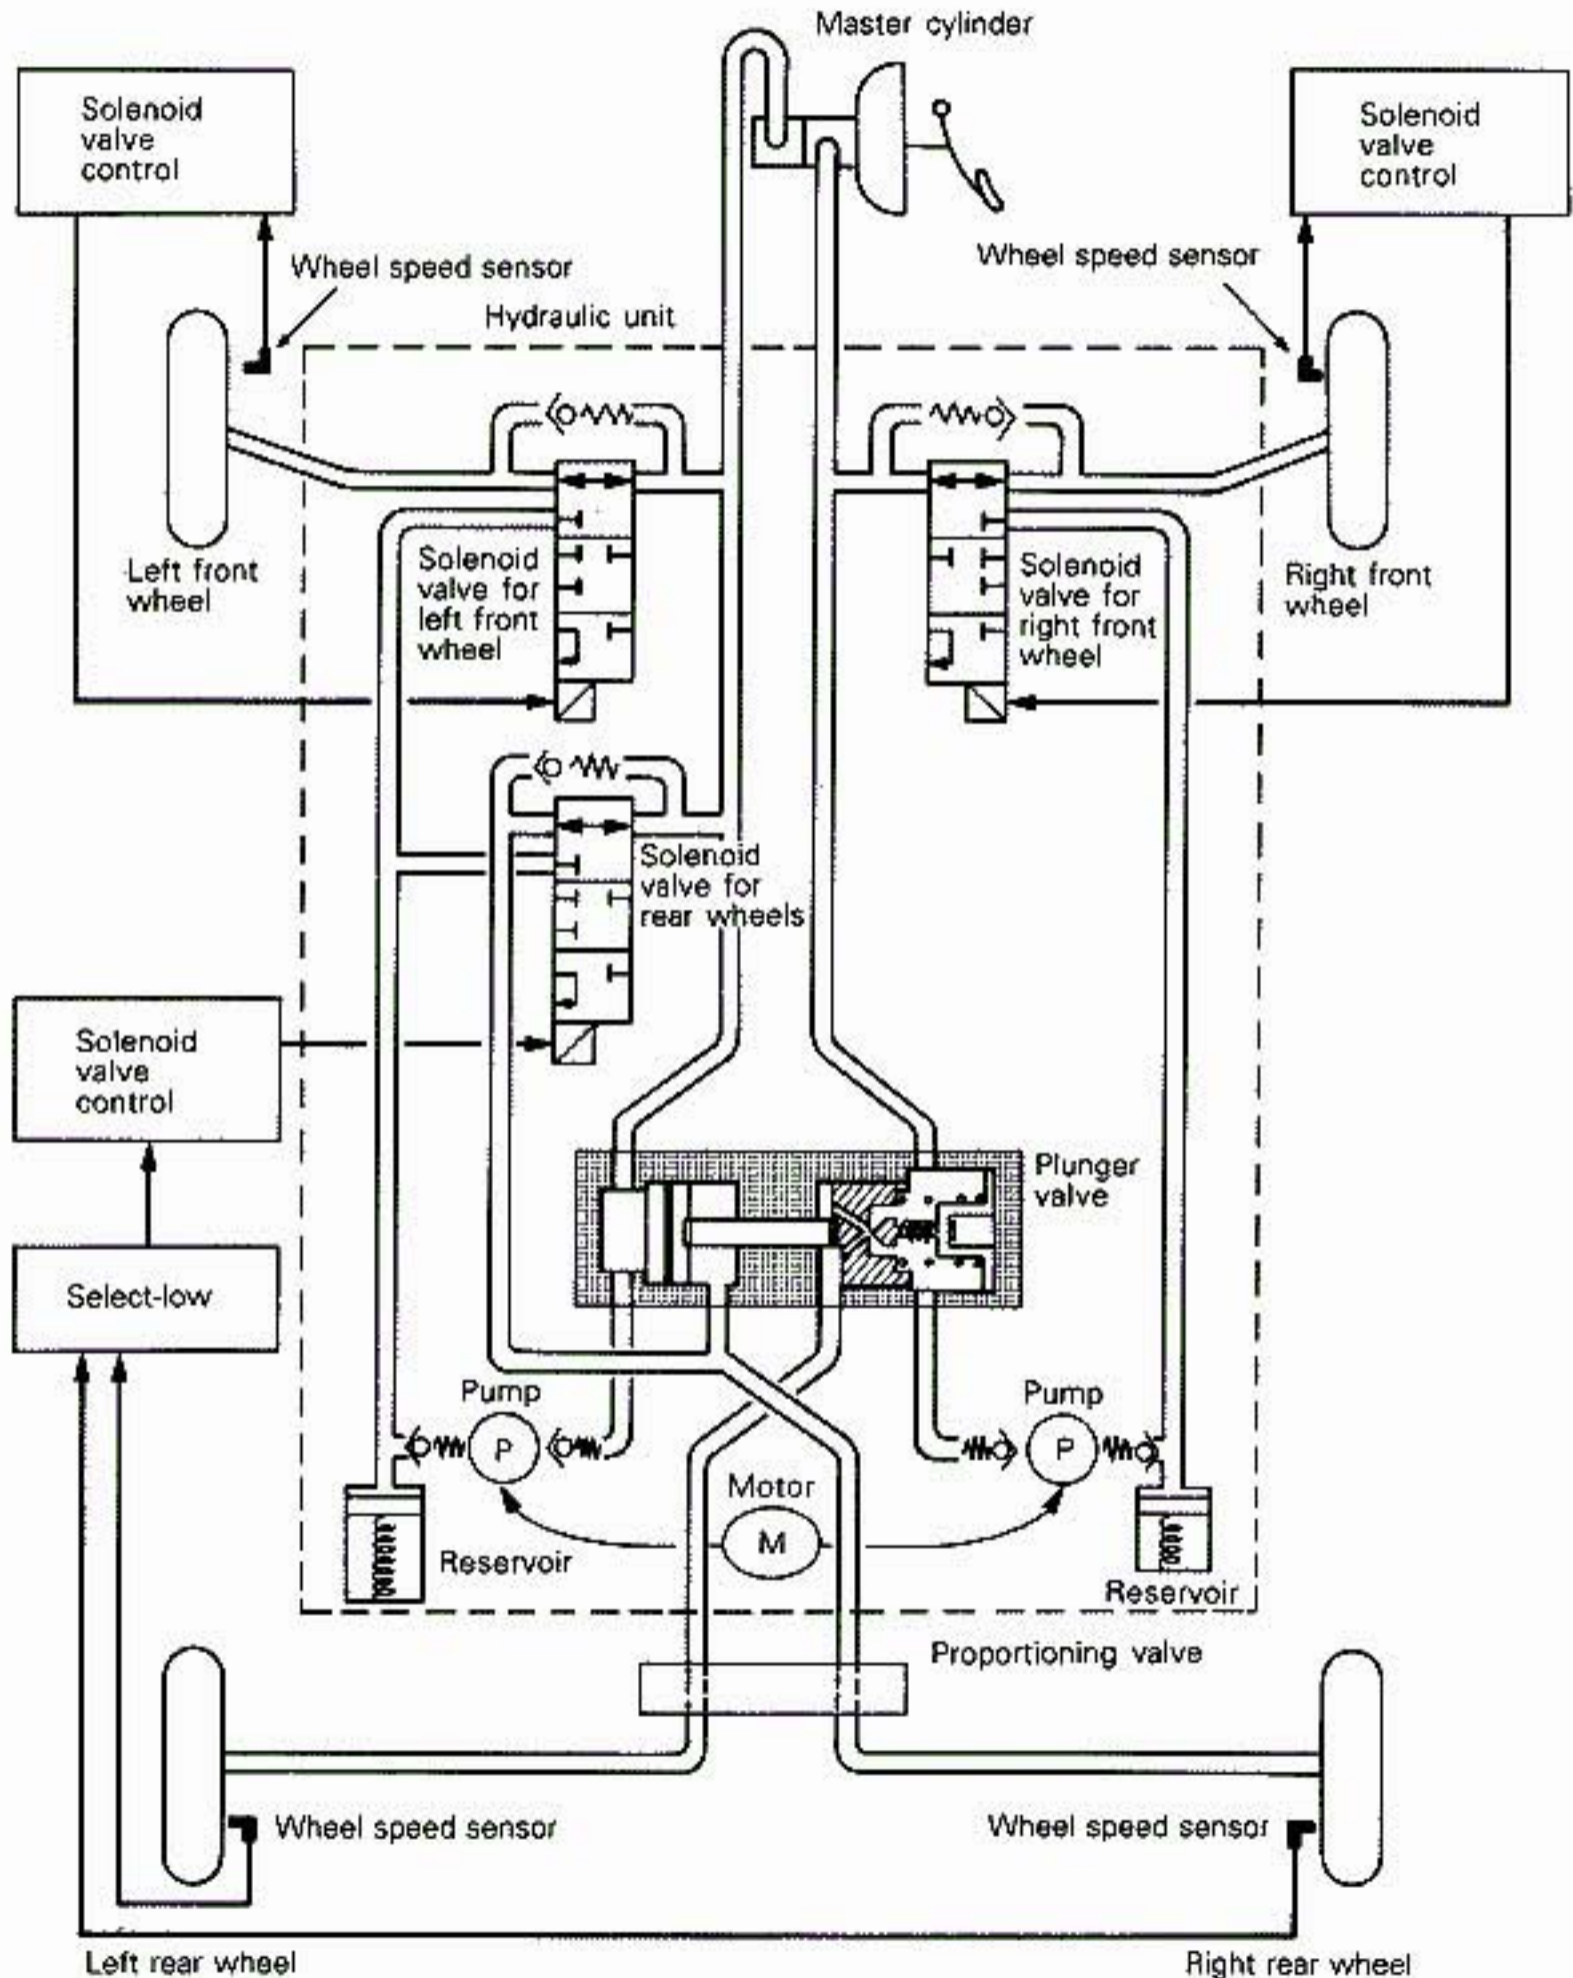 Master cylinder
Solenoid
valve
control
Solenoid
valve
control
Wheel speed sensor
Wheel speed sensor
Hydraulic unit
Left front
wheel
Solenoid
valve for
left front
wheel
Solenoid
valve for
right front
wheel
Right front
wheel
Solenoid
valve for
rear wheels
Solenoid
valve
control
Plunger
valve
Select-low
Pump
Pump
P
P
Motor
M
Reservoir
Reservoir
Proportioning valve
Wheel speed sensor
Wheel speed sensor
Left rear wheel
Right rear wheel